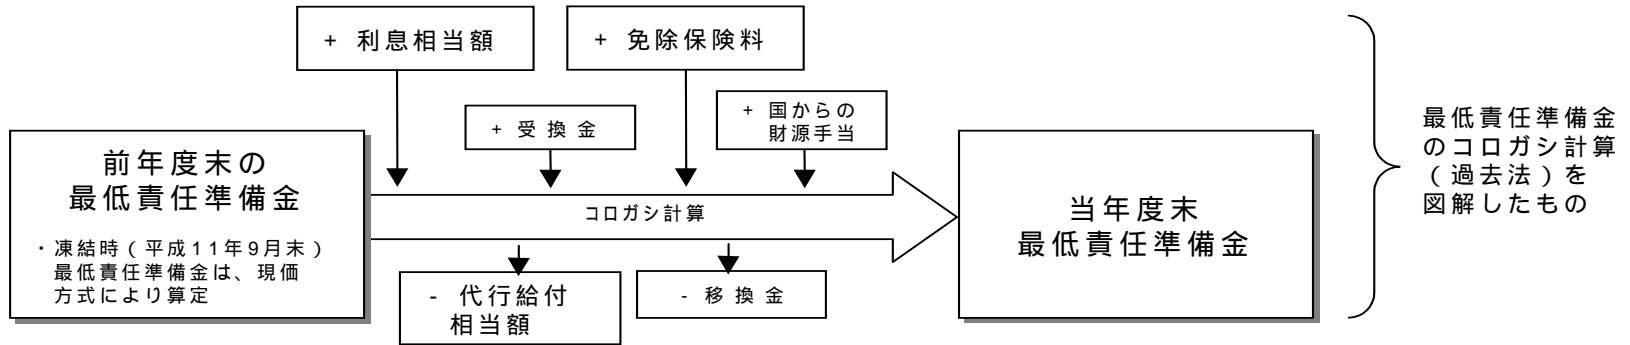 + 利息相当額
+ 免除保険料
+ 受換金
+ 国からの
財源手当
前年度末の
最低責任準備金
・凍結時（平成11年9月末）
最低責任準備金は、現価
方式により算定
コロガシ計算
- 代行給付
相当額
- 移換金
当年度末
最低責任準備金
最低責任準備金
のコロガシ計算
（過去法）を
図解したもの